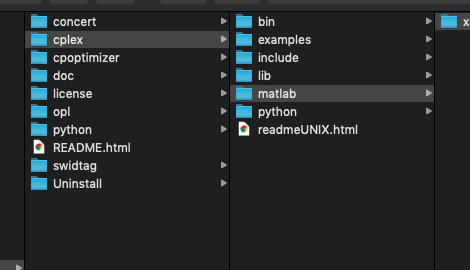 concert
cplex
cpoptimizer
doc
license
opl
python
README.html
swidtag
Uninstall
bin
examples
include
lib
matlab
python
readmeUNIX.html
x